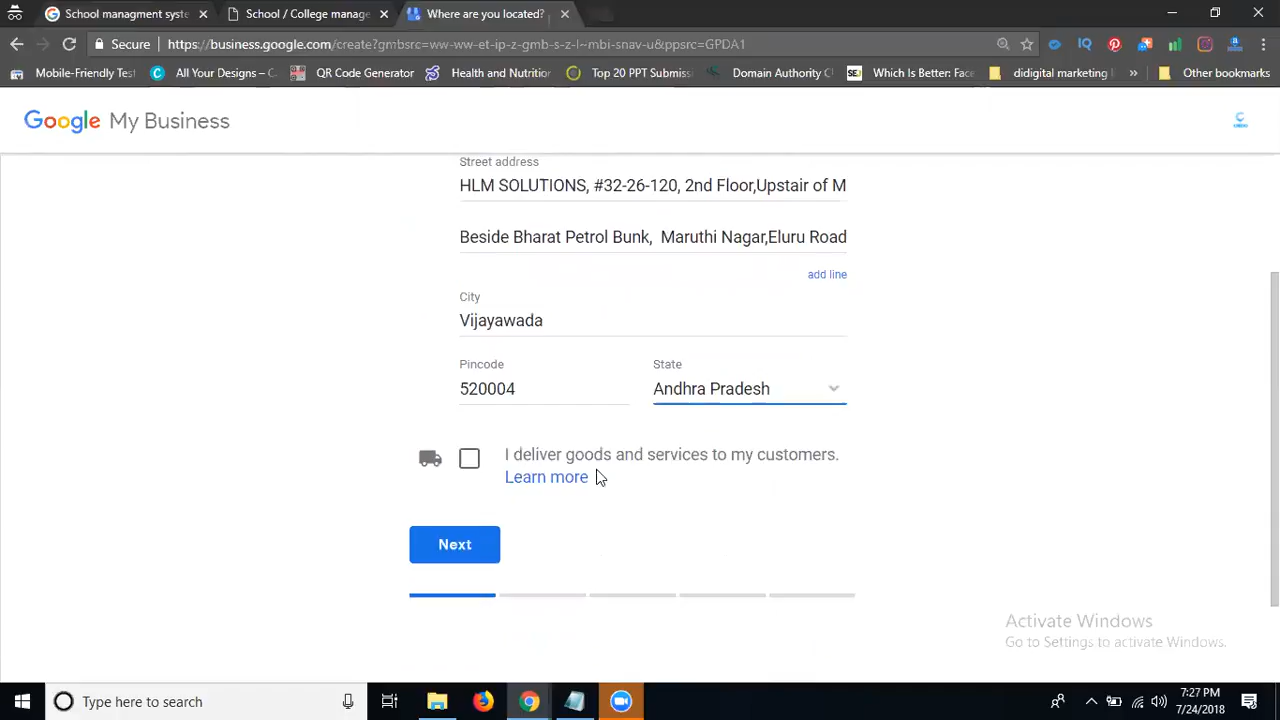 School managment syste
School / College manage
Where are you located?
Secure
https://business.google.com/create?gmbsrc=ww-ww-et-ip-z-gmb-s-z-l~mbi-snav-u&ppsrc=GPDA1
Mobile-Friendly Test
All Your Designs – C
QR Code Generator
Health and Nutrition
Top 20 PPT Submiss
Domain Authority Ch
Which Is Better: Face
didigital marketing l
Other bookmarks
Google My Business
Street address
HLM SOLUTIONS, #32-26-120, 2nd Floor,Upstair of M
Beside Bharat Petrol Bunk, Maruthi Nagar,Eluru Road
add line
City
Vijayawada
Pincode
State
520004
Andhra Pradesh
I deliver goods and services to my customers.
Learn more
Next
Activate Windows
Go to Settings to activate Windows.
Type here to search
7:27 PM
7/24/2018